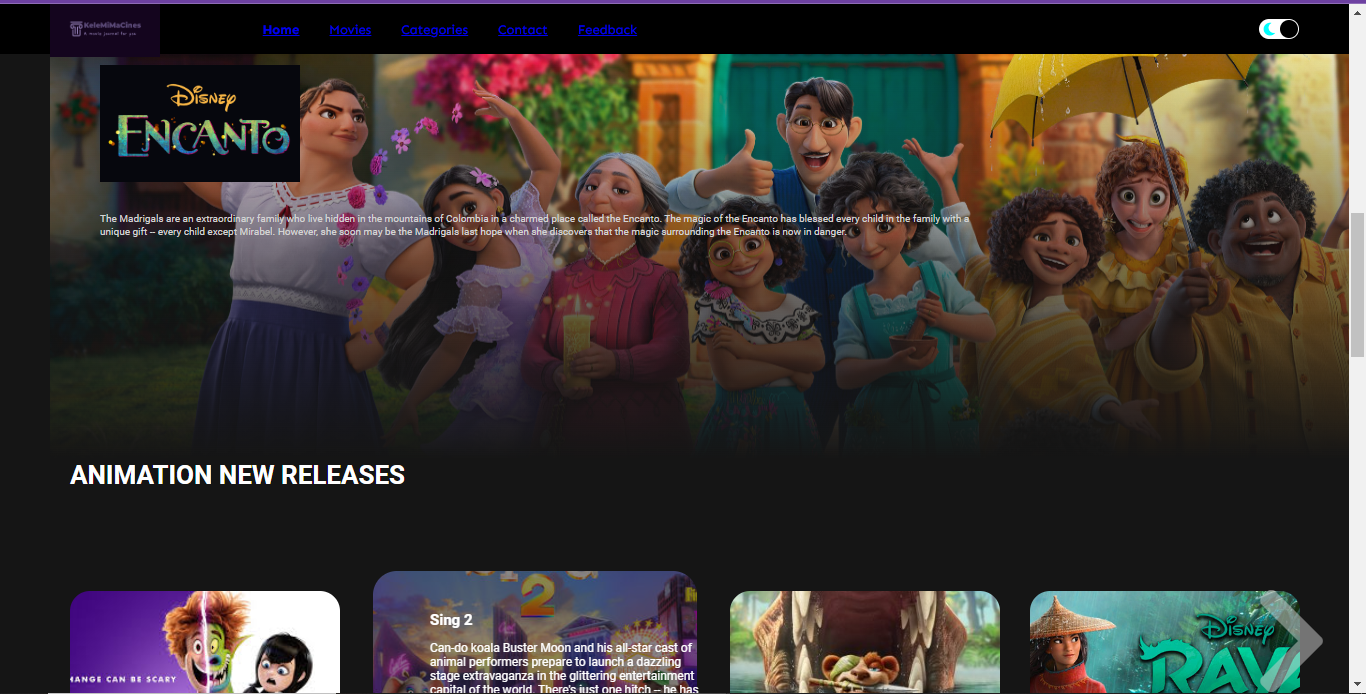 KeleMiMaCines
A movie journal for you
Home Movies Categories Contact Feedback
Disney
ENCANTO
The Madrigals are an extraordinary family who live hidden in the mountains of Colombia in a charmed place called the Encanto. The magic of the Encanto has blessed every child in the family with a
unique gift – every child except Mirabel. However, she soon may be the Madrigals last hope when she discovers that the magic surrounding the Encanto is now in danger.
ANIMATION NEW RELEASES
HANGE CAN BE SCARY
2
Sing 2
Can-do koala Buster Moon and his all-star cast of
animal performers prepare to launch a dazzling
stage extravaganza in the glittering entertainment
capital of the world. There's just one hitch – he has
Disney
RAY